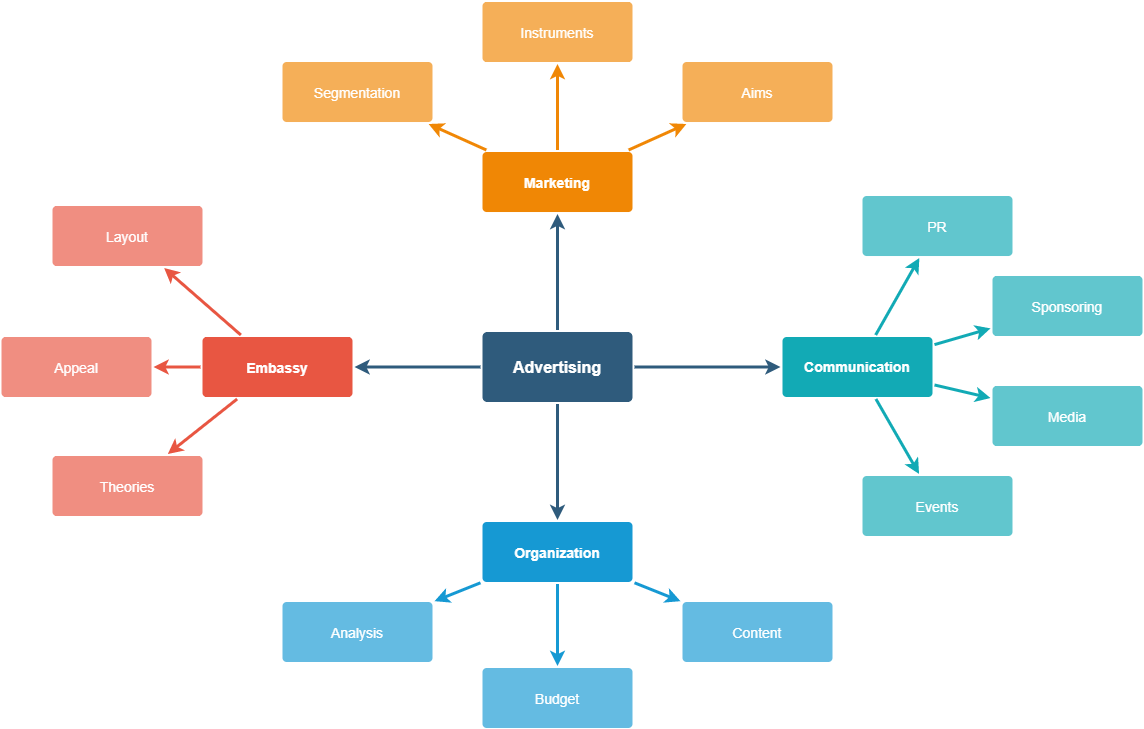 Instruments
Segmentation
Aims
Marketing
PR
Layout
Sponsoring
Appeal
Embassy
Advertising
Communication
Media
Theories
Events
Organization
Analysis
Content
Budget